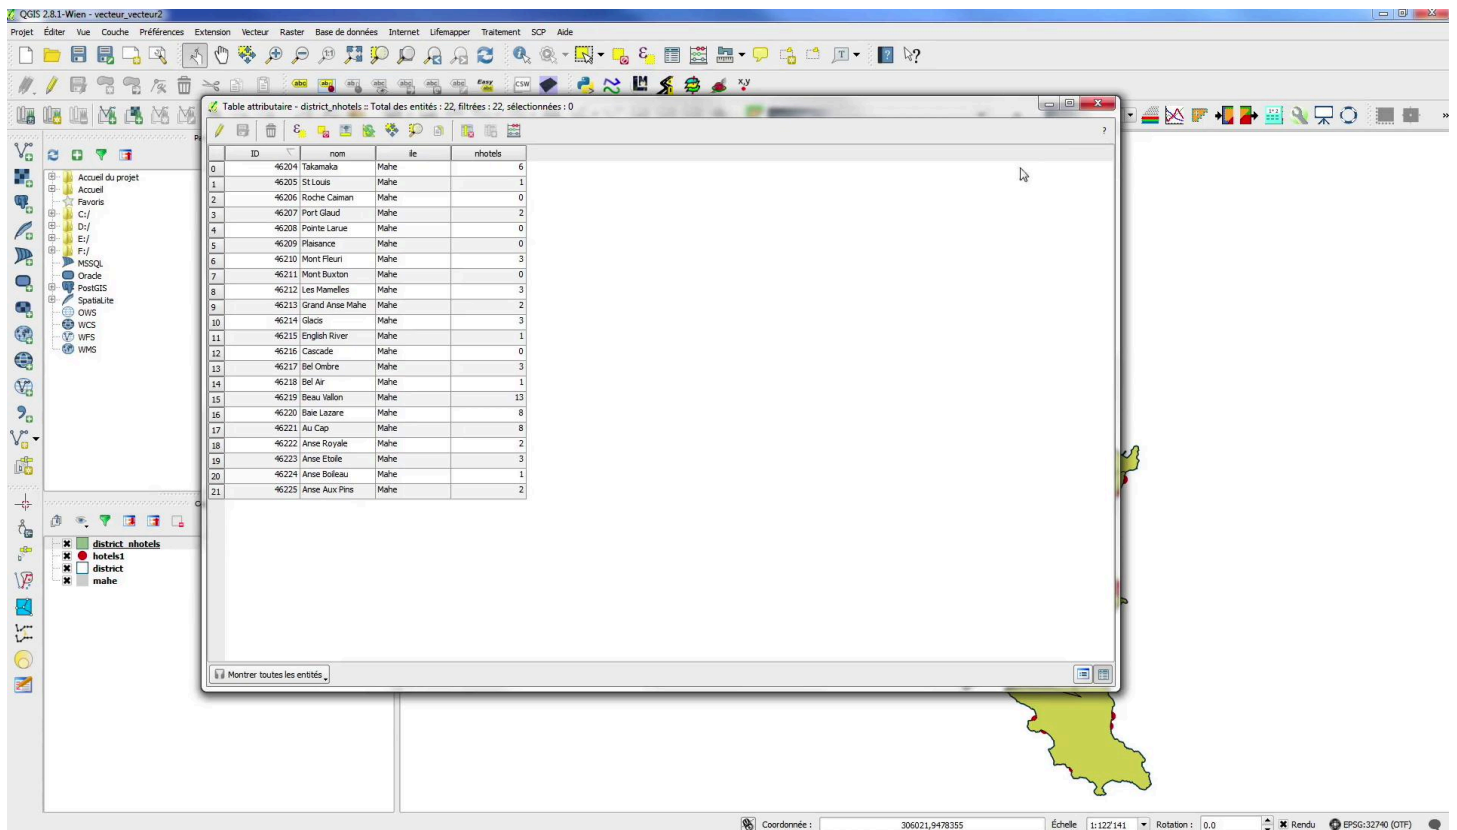 QGIS 2.8.1-Wien - vecteur_vecteur2
Projet Éditer Vue Couche Préférences Extension Vecteur Raster Base de données Internet Lifemapper Traitement SCP Aide
Table attributaire - district_nhotels :: Total des entités : 22, filtrées : 22, sélectionnées : 0
ID nom ile nhotels
0 46204 Takamaka Mahe 6
1 46205 St Louis Mahe 1
2 46206 Roche Caiman Mahe 0
3 46207 Port Glaud Mahe 2
4 46208 Pointe Larue Mahe 0
5 46209 Plaisance Mahe 0
6 46210 Mont Fleuri Mahe 3
7 46211 Mont Buxton Mahe 0
8 46212 Les Mamelles Mahe 3
9 46213 Grand Anse Mahe Mahe 2
10 46214 Glacis Mahe 3
11 46215 English River Mahe 1
12 46216 Cascade Mahe 0
13 46217 Bel Ombre Mahe 3
14 46218 Bel Air Mahe 1
15 46219 Beau Vallon Mahe 13
16 46220 Baie Lazare Mahe 8
17 46221 Au Cap Mahe 8
18 46222 Anse Royale Mahe 2
19 46223 Anse Etoile Mahe 3
20 46224 Anse Boileau Mahe 1
21 46225 Anse Aux Pins Mahe 2
Montrer toutes les entités
Accueil du projet
Accueil
Favoris
C:/
D:/
E:/
F:/
MSSQL
Oracle
PostGIS
SpatiaLite
OWS
WCS
WFS
WMS
district_nhotels
hotels1
district
mahe
Coordonnée : 306021,9478355 Échelle 1:122'141 Rotation : 0.0 Rendu EPSG:32740 (OTF)